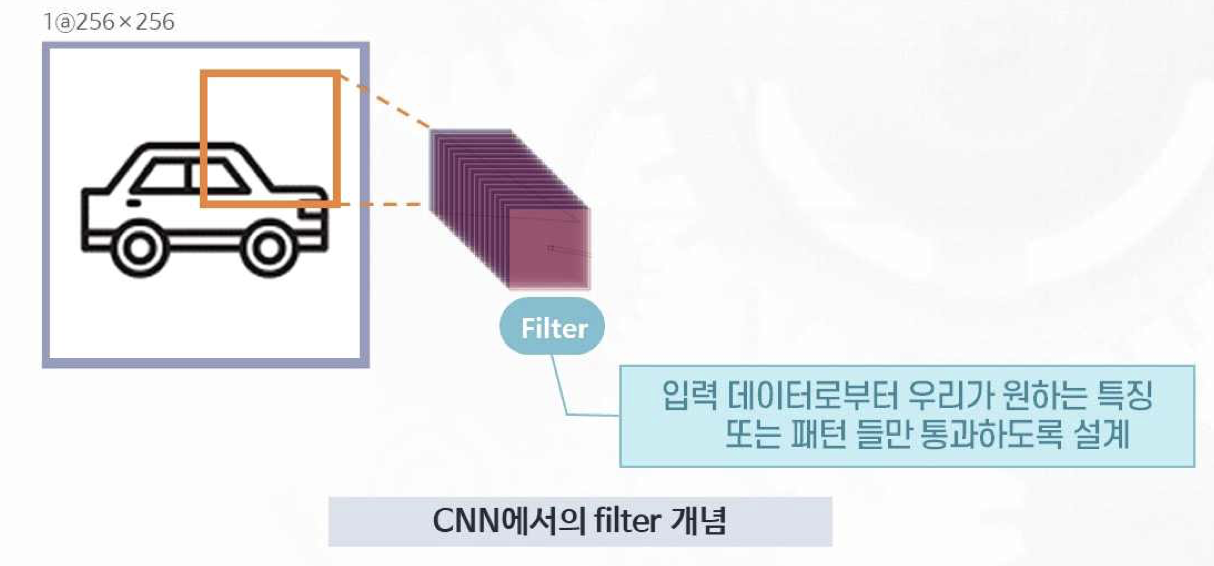 1@256×256
Filter
입력 데이터로부터 우리가 원하는 특징
또는 패턴 들만 통과하도록 설계
CNN에서의 filter 개념